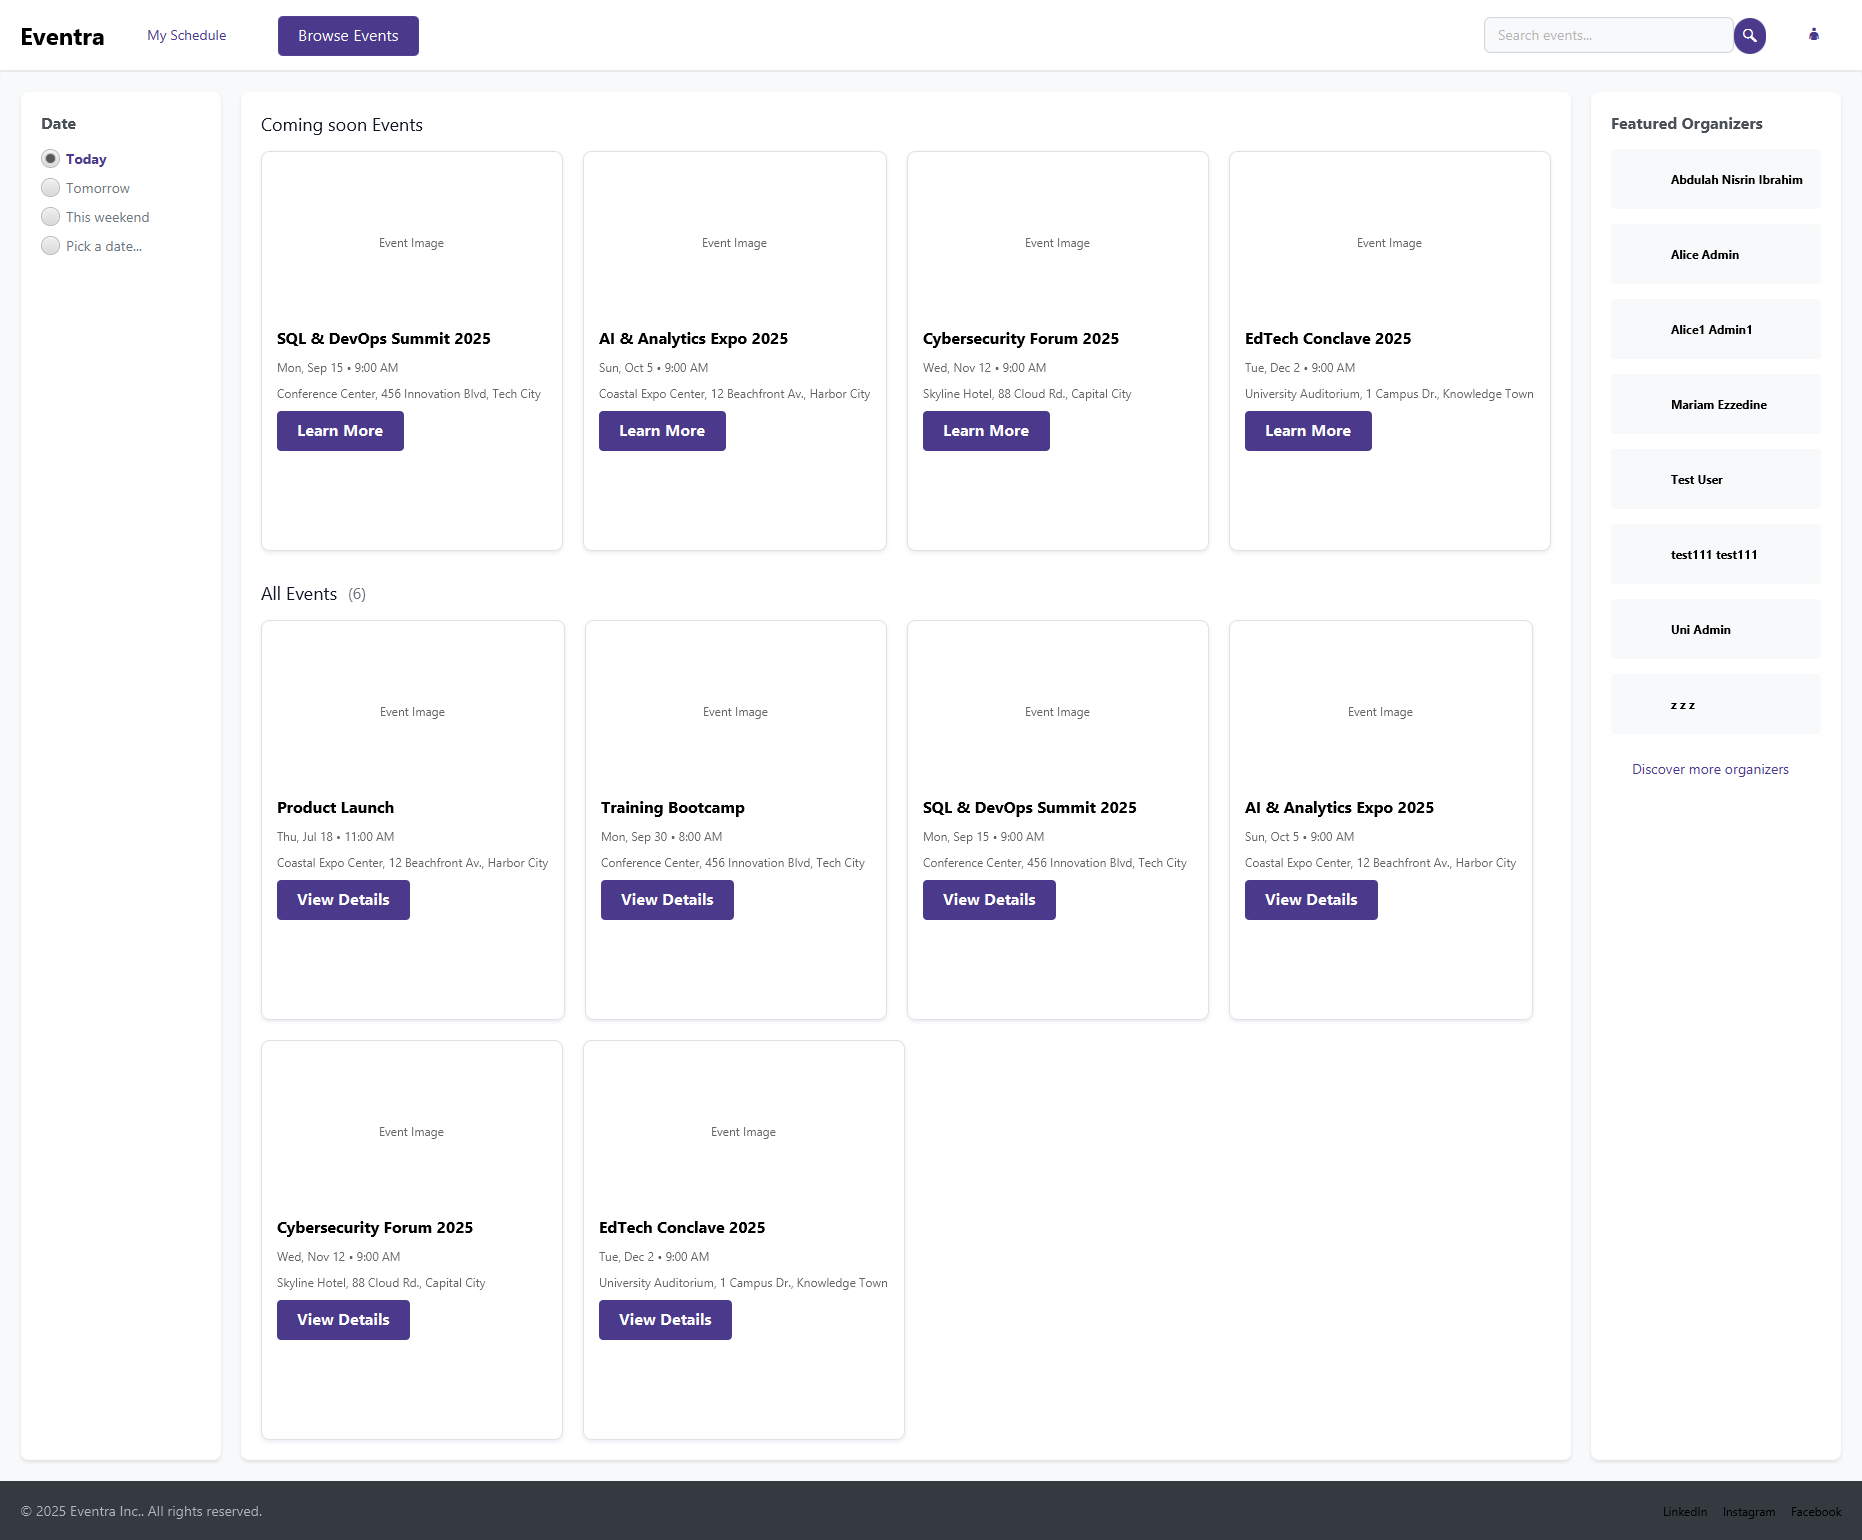 Eventra
My Schedule
Browse Events
Search events...
Date
Today
Tomorrow
This weekend
Pick a date...
Coming soon Events
Event Image
SQL & DevOps Summit 2025
Mon, Sep 15 • 9:00 AM
Conference Center, 456 Innovation Blvd, Tech City
Learn More
Event Image
AI & Analytics Expo 2025
Sun, Oct 5 • 9:00 AM
Coastal Expo Center, 12 Beachfront Av., Harbor City
Learn More
Event Image
Cybersecurity Forum 2025
Wed, Nov 12 • 9:00 AM
Skyline Hotel, 88 Cloud Rd., Capital City
Learn More
Event Image
EdTech Conclave 2025
Tue, Dec 2 • 9:00 AM
University Auditorium, 1 Campus Dr., Knowledge Town
Learn More
All Events (6)
Event Image
Product Launch
Thu, Jul 18 • 11:00 AM
Coastal Expo Center, 12 Beachfront Av., Harbor City
View Details
Event Image
Training Bootcamp
Mon, Sep 30 • 8:00 AM
Conference Center, 456 Innovation Blvd, Tech City
View Details
Event Image
SQL & DevOps Summit 2025
Mon, Sep 15 • 9:00 AM
Conference Center, 456 Innovation Blvd, Tech City
View Details
Event Image
AI & Analytics Expo 2025
Sun, Oct 5 • 9:00 AM
Coastal Expo Center, 12 Beachfront Av., Harbor City
View Details
Event Image
Cybersecurity Forum 2025
Wed, Nov 12 • 9:00 AM
Skyline Hotel, 88 Cloud Rd., Capital City
View Details
Event Image
EdTech Conclave 2025
Tue, Dec 2 • 9:00 AM
University Auditorium, 1 Campus Dr., Knowledge Town
View Details
Featured Organizers
Abdulah Nisrin Ibrahim
Alice Admin
Alice1 Admin1
Mariam Ezzedine
Test User
test111 test111
Uni Admin
z z z
Discover more organizers
© 2025 Eventra Inc.. All rights reserved.
LinkedIn Instagram Facebook